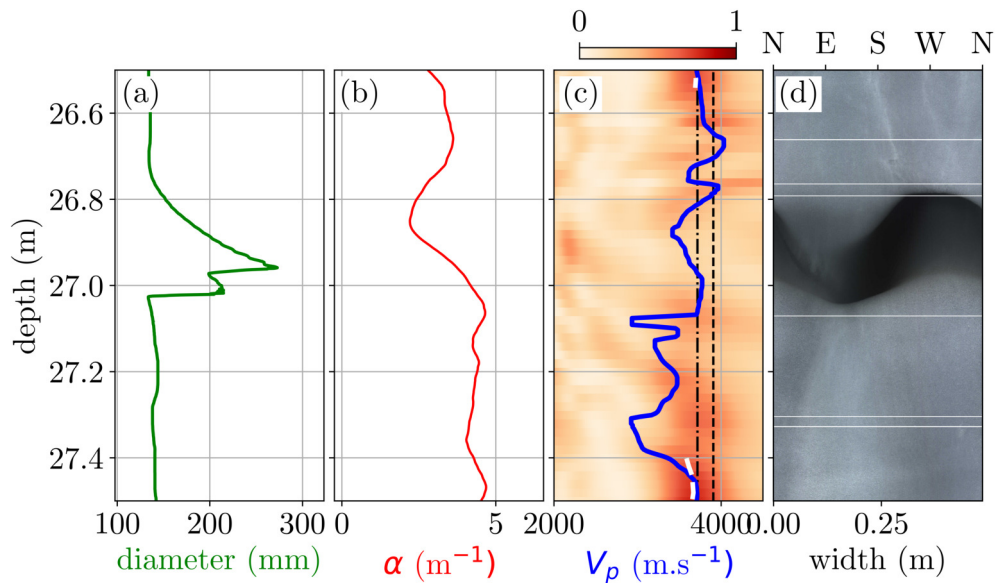 0 1
N E S W N
(a) (b) (c) (d)
26.6
26.8
27.0
27.2
27.4
depth (m)
100 200 300 0 5 2000 4000 0.00 0.25
diameter (mm) α (m⁻¹) Vₚ (m.s⁻¹) width (m)